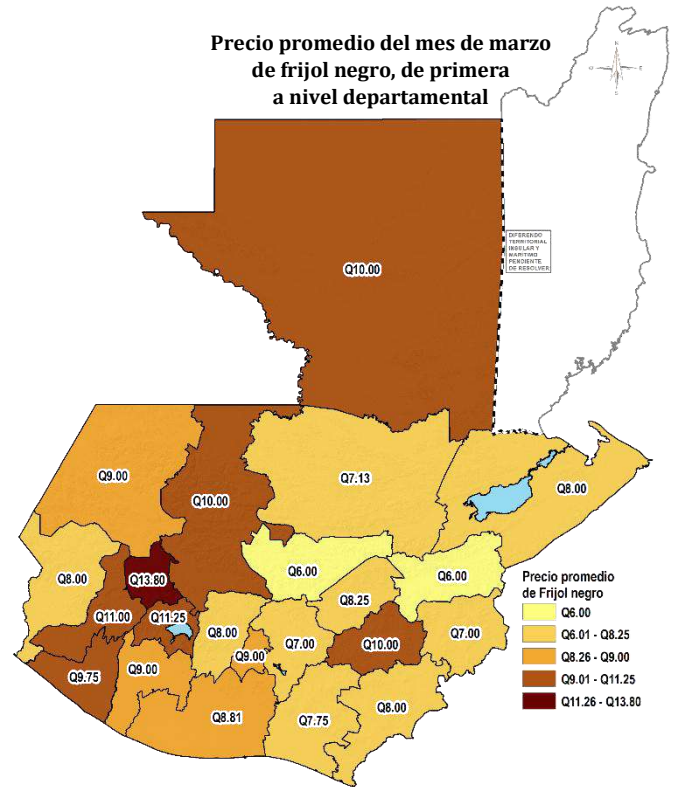 Precio promedio del mes de marzo
de frijol negro, de primera
a nivel departamental
N
O
E
S
DIFERENDO
TERRITORIAL
INSULAR Y
MARITIMO
PENDIENTE
DE RESOLVER
Q10.00
Q9.00
Q10.00
Q7.13
Q8.00
Q8.00
Q13.80
Q6.00
Q6.00
Q11.00
Q11.25
Q8.00
Q8.25
Q9.00
Q7.00
Q10.00
Q7.00
Q9.75
Q9.00
Q8.81
Q7.75
Q8.00
Precio promedio
de Frijol negro
Q6.00
Q6.01 - Q8.25
Q8.26 - Q9.00
Q9.01 - Q11.25
Q11.26 - Q13.80